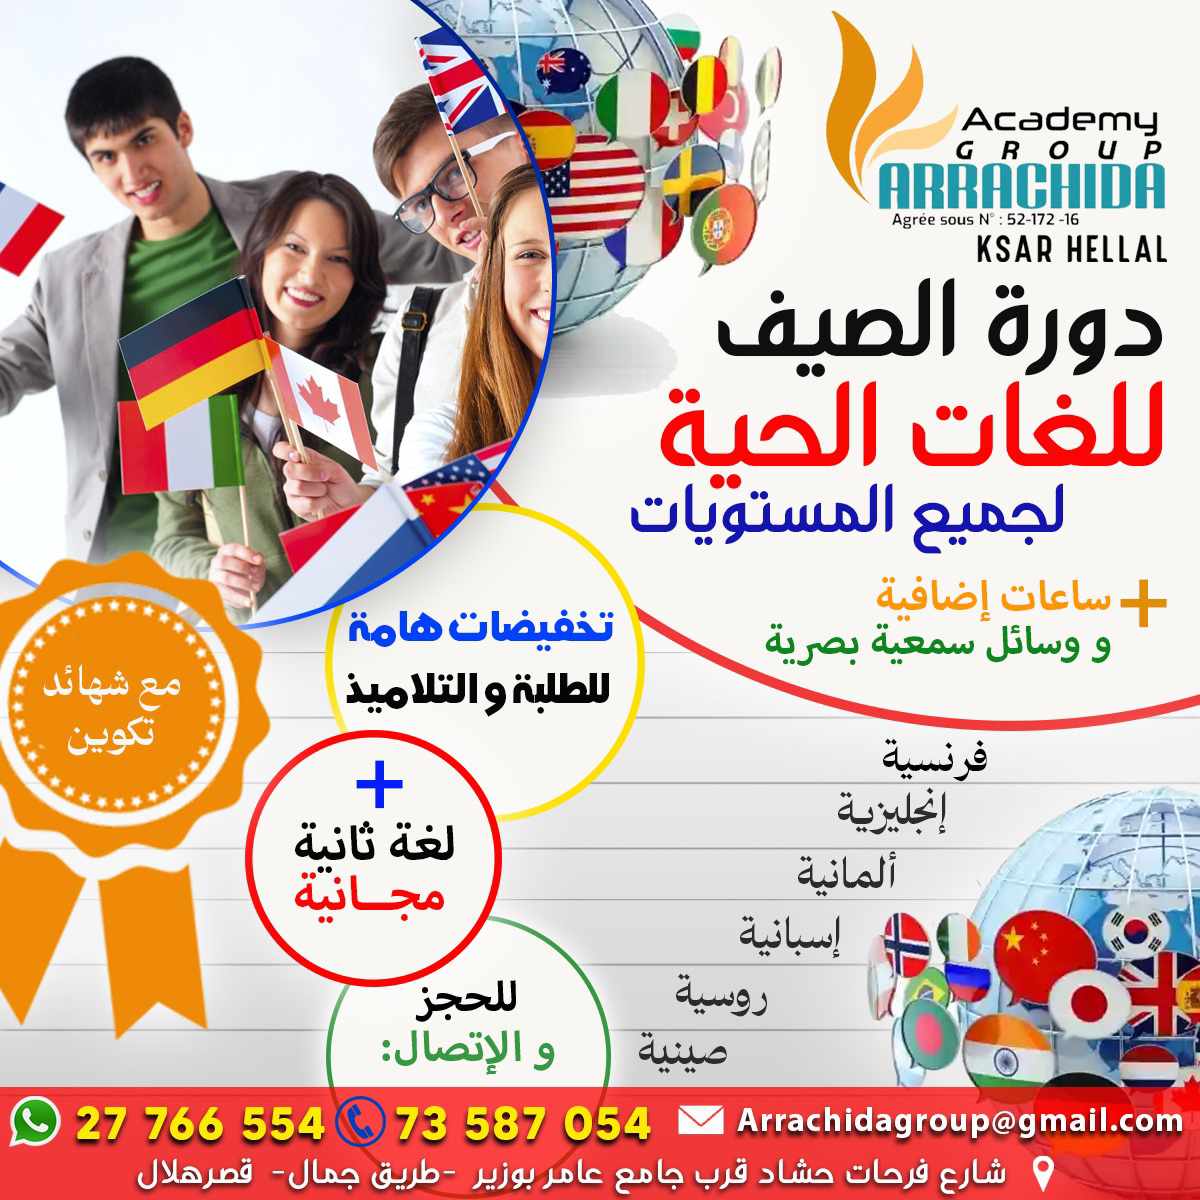 Academy
GROUP
ARRACHIDA
Agrée sous N° : 52-172 -16
KSAR HELLAL
دورة الصيف
للغات الحية
لجميع المستويات
+ ساعات إضافية
و وسائل سمعية بصرية
تخفيضات هامة
للطلبة و التلاميذ
مع شهائد
تكوين
+
لغة ثانية
مجـــانية
فرنسية
إنجليزية
ألمانية
إسبانية
روسية
صينية
للحجز
و الإتصال:
27 766 554 73 587 054 Arrachidagroup@gmail.com
شارع فرحات حشاد قرب جامع عامر بوزير -طريق جمال- قصرهلال